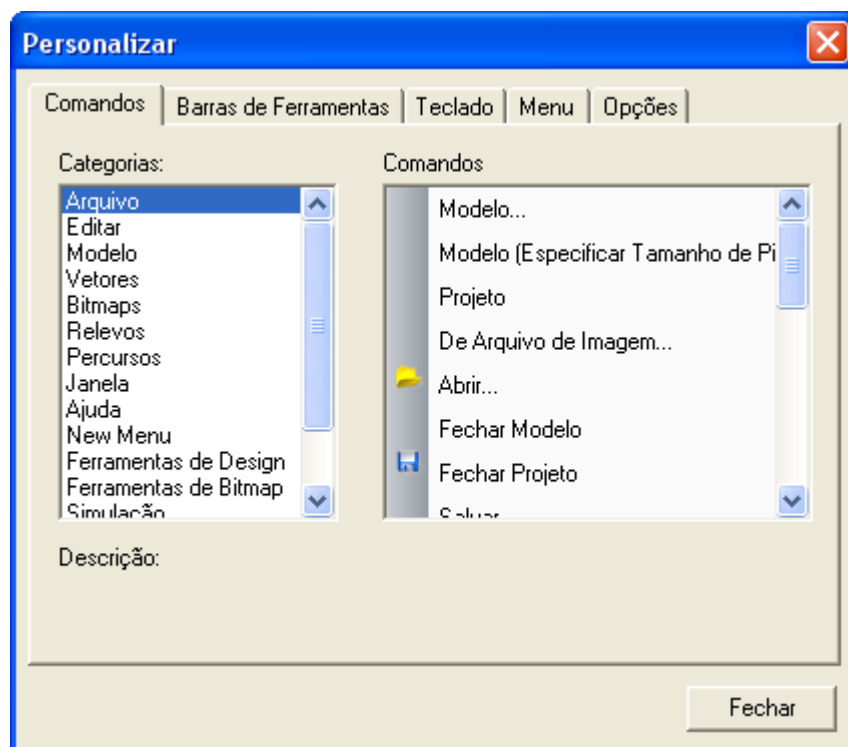 Personalizar
Comandos
Barras de Ferramentas
Teclado
Menu
Opções
Categorias:
Arquivo
Editar
Modelo
Vetores
Bitmaps
Relevos
Percursos
Janela
Ajuda
New Menu
Ferramentas de Design
Ferramentas de Bitmap
Simulação
Comandos
Modelo...
Modelo (Especificar Tamanho de Pi
Projeto
De Arquivo de Imagem...
Abrir...
Fechar Modelo
Fechar Projeto
Salvar
Descrição:
Fechar